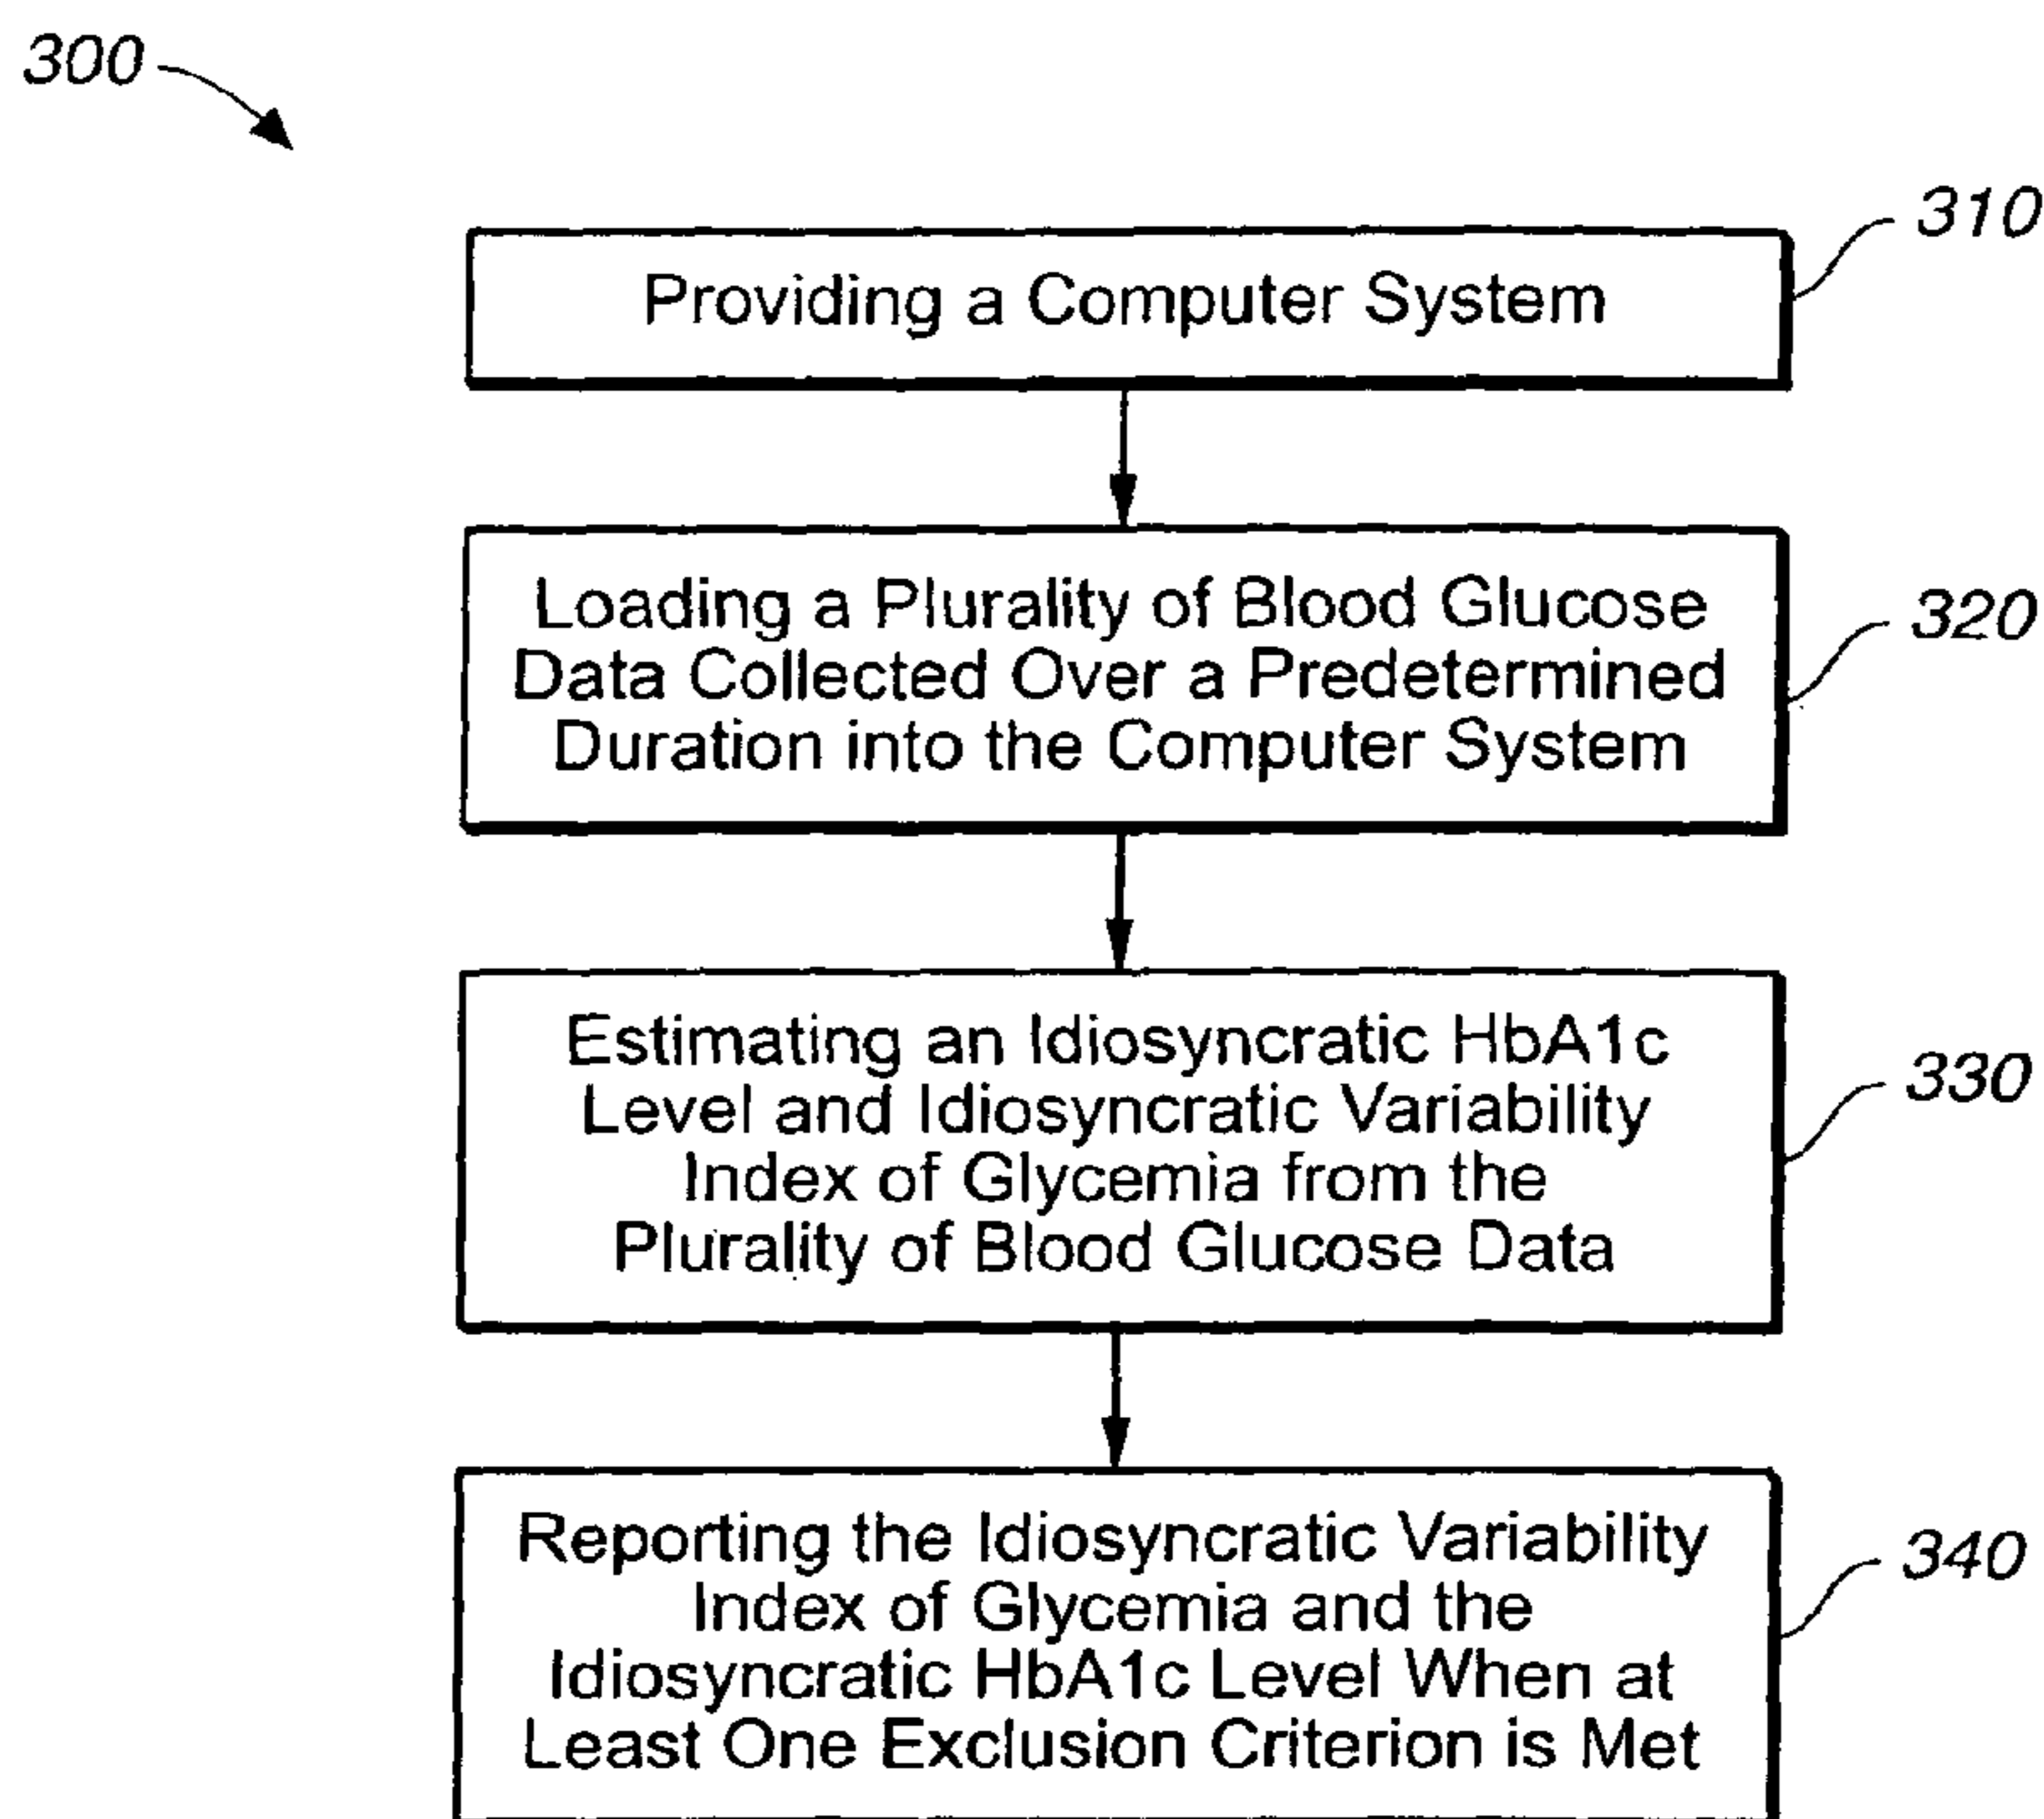 300
310
Providing a Computer System
320
Loading a Plurality of Blood Glucose
Data Collected Over a Predetermined
Duration into the Computer System
330
Estimating an Idiosyncratic HbA1c
Level and Idiosyncratic Variability
Index of Glycemia from the
Plurality of Blood Glucose Data
340
Reporting the Idiosyncratic Variability
Index of Glycemia and the
Idiosyncratic HbA1c Level When at
Least One Exclusion Criterion is Met